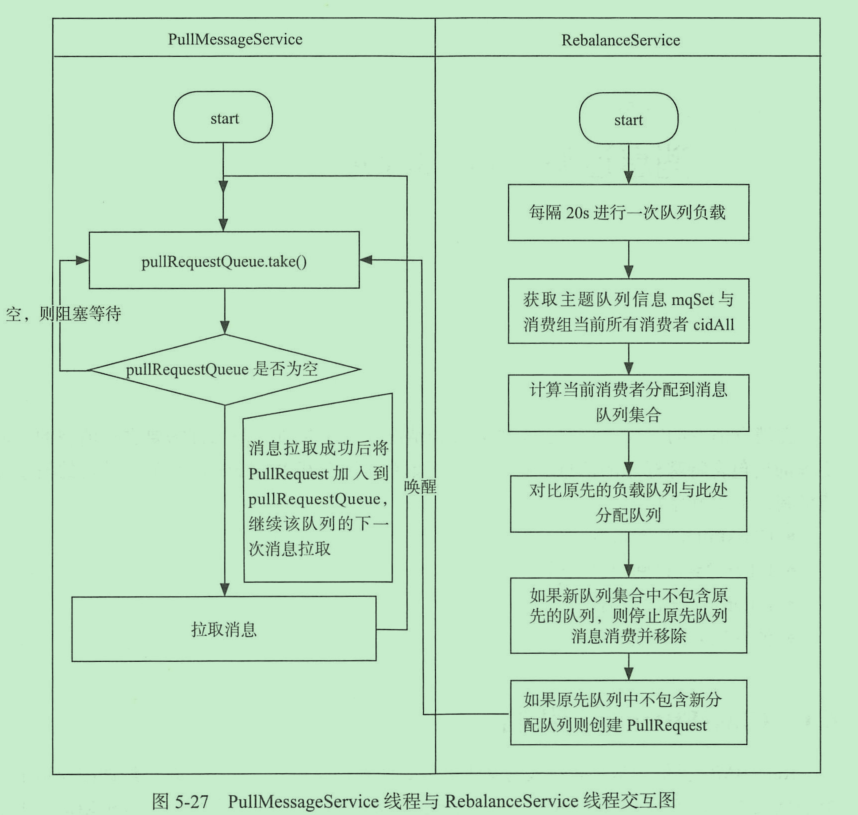 PullMessageService
start
pullRequestQueue.take()
空，则阻塞等待
pullRequestQueue 是否为空
消息拉取成功后将
PullRequest 加入到
pullRequestQueue，
继续该队列的下一
次消息拉取
唤醒
拉取消息
RebalanceService
start
每隔 20s 进行一次队列负载
获取主题队列信息 mqSet 与
消费组当前所有消费者 cidAll
计算当前消费者分配到消息
队列集合
对比原先的负载队列与此处
分配队列
如果新队列集合中不包含原
先的队列，则停止原先队列
消息消费并移除
如果原先队列中不包含新分
配队列则创建 PullRequest
图 5-27 PullMessageService 线程与 RebalanceService 线程交互图